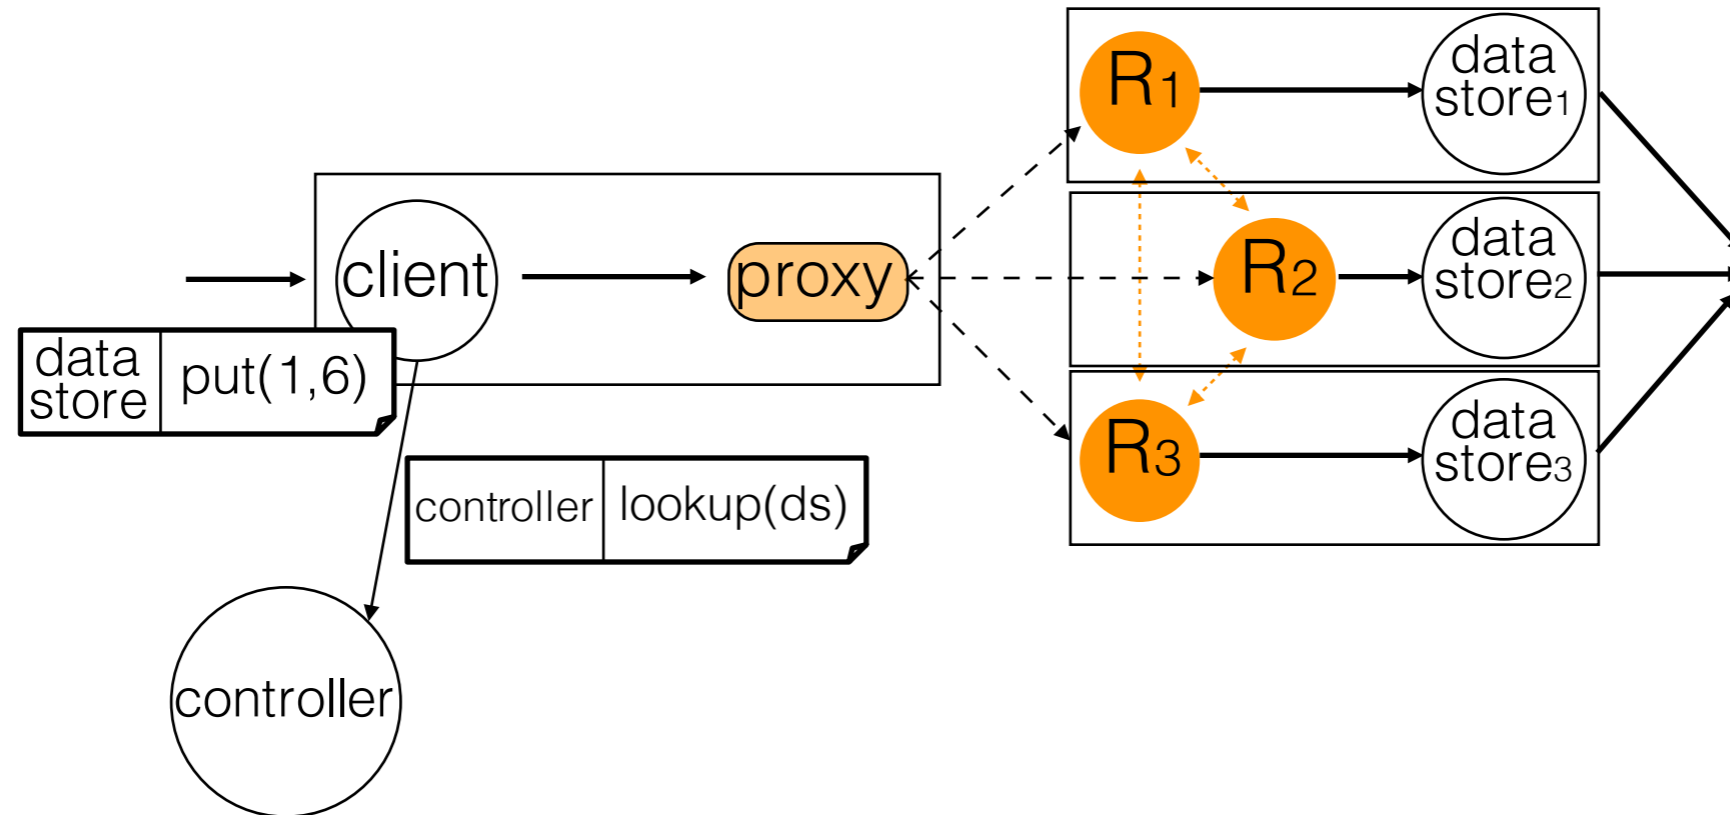 R1
data
store1
client
proxy
R2
data
store2
data
store
put(1,6)
R3
data
store3
controller
lookup(ds)
controller